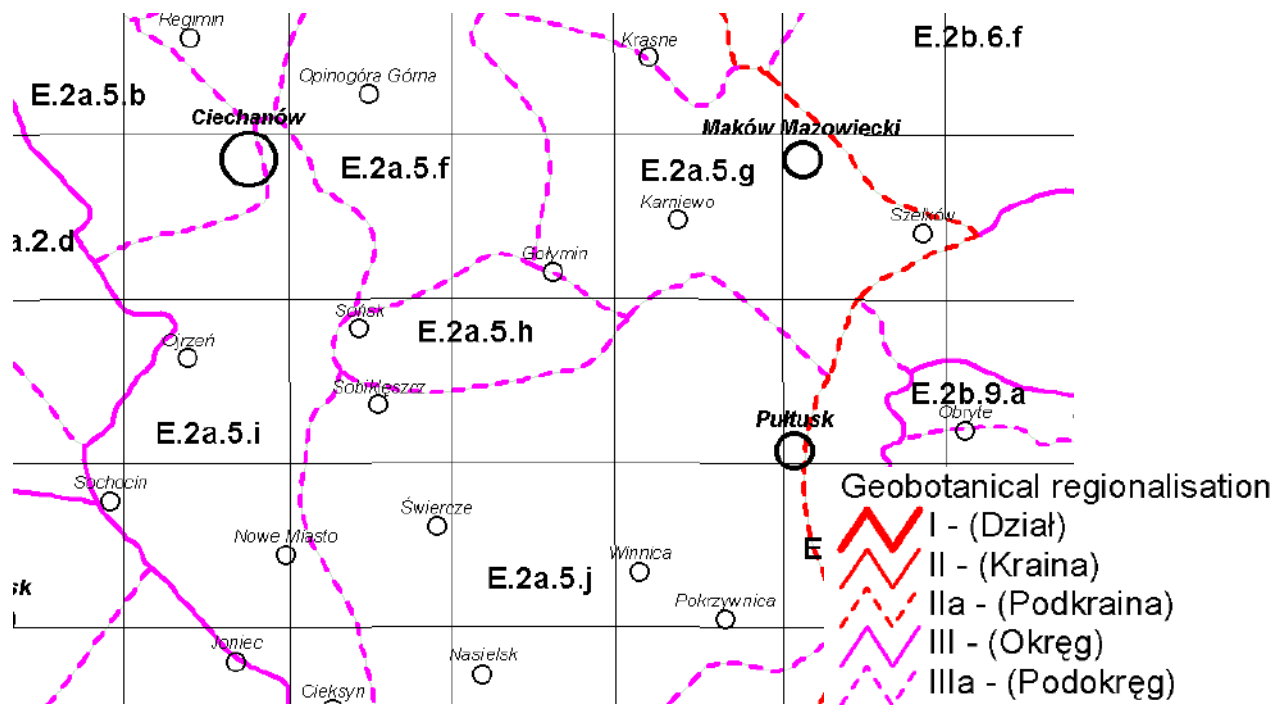 Regimin
Krasne
E.2b.6.f
Opinogóra Górna
E.2a.5.b
Ciechanów
Maków Mazowiecki
E.2a.5.f
E.2a.5.g
Karniewo
Szelków
a.2.d
Gołymin
Sońsk
E.2a.5.h
Ojrzeń
Sobiklęszcz
E.2b.9.a
Obryte
Pułtusk
E.2a.5.i
Sochocin
Geobotanical regionalisation
Świercze
I - (Dział)
Nowe Miasto
Winnica
E
II - (Kraina)
E.2a.5.j
sk
Pokrzywnica
IIa - (Podkraina)
Joniec
III - (Okręg)
Nasielsk
IIIa - (Podokręg)
Cieksyn